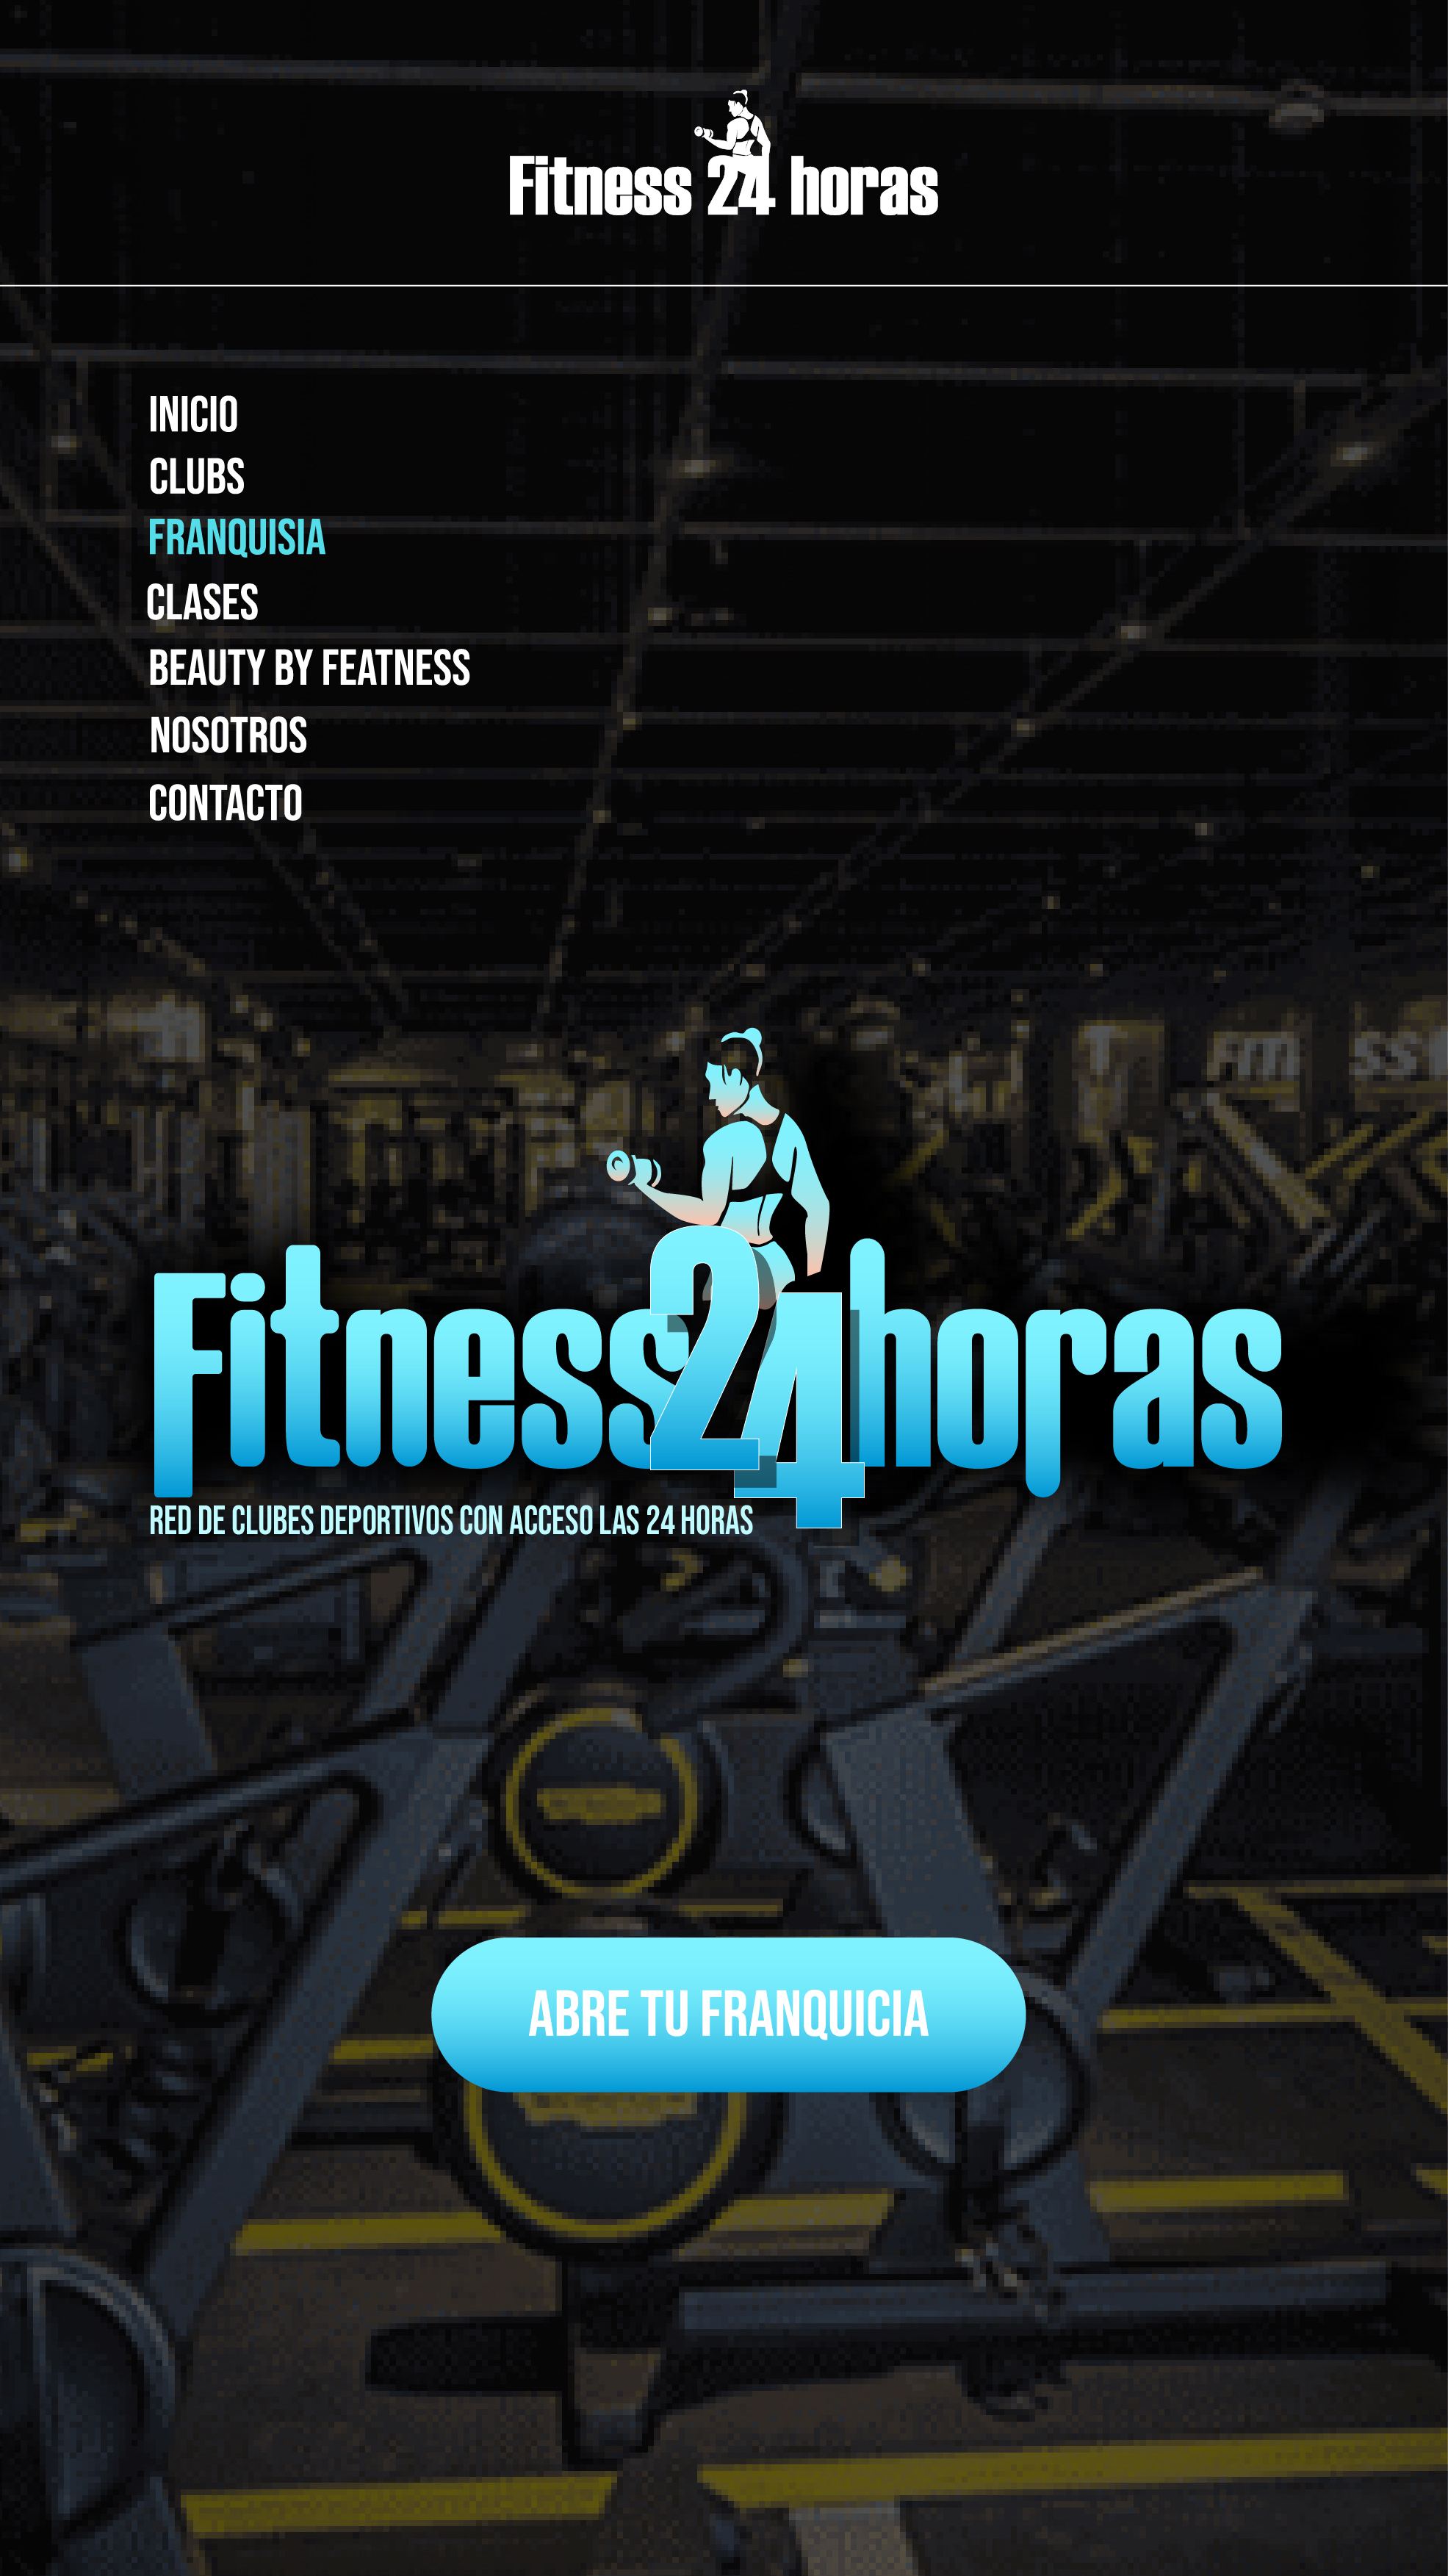 Fitness 24 horas
INICIO
CLUBS
FRANQUISIA
CLASES
BEAUTY BY FEATNESS
NOSOTROS
CONTACTO
Fitness 24 horas
RED DE CLUBES DEPORTIVOS CON ACCESO LAS 24 HORAS
ABRE TU FRANQUICIA